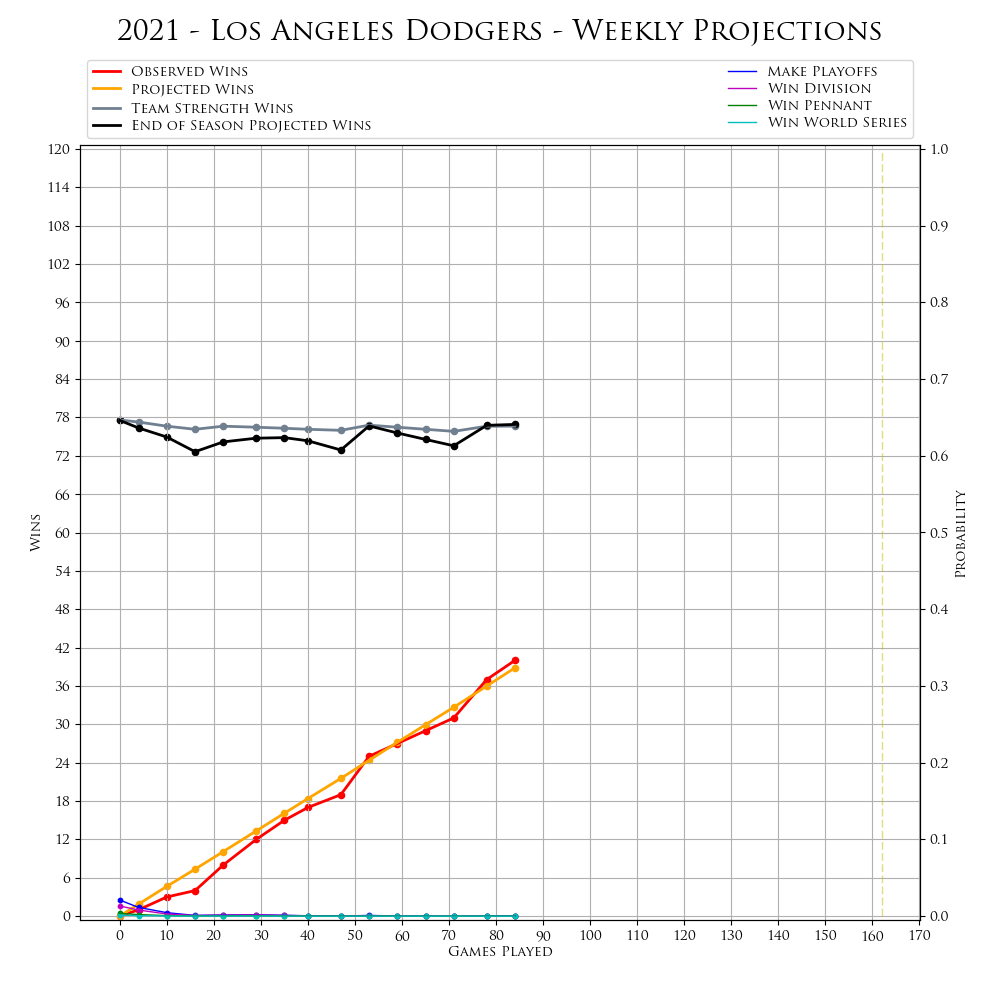 2021 - Los Angeles Dodgers - Weekly Projections
Observed Wins
Projected Wins
Team Strength Wins
End of Season Projected Wins
Make Playoffs
Win Division
Win Pennant
Win World Series
120
114
108
102
96
90
84
78
72
66
60
54
48
42
36
30
24
18
12
6
0
Wins
1.0
0.9
0.8
0.7
0.6
0.5
0.4
0.3
0.2
0.1
0.0
Probability
0 10 20 30 40 50 60 70 80 90 100 110 120 130 140 150 160 170
Games Played